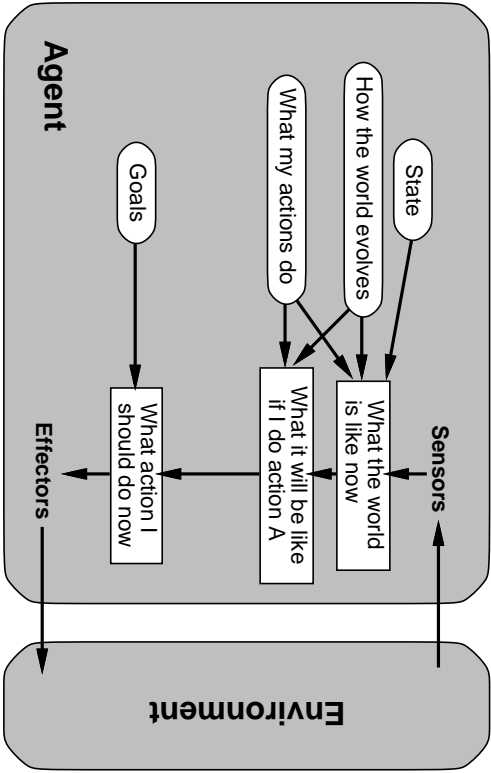 Sensors
State
How the world evolves
What my actions do
Goals
What the world
is like now
What it will be like
if I do action A
What action I
should do now
Effectors
Agent
Environment